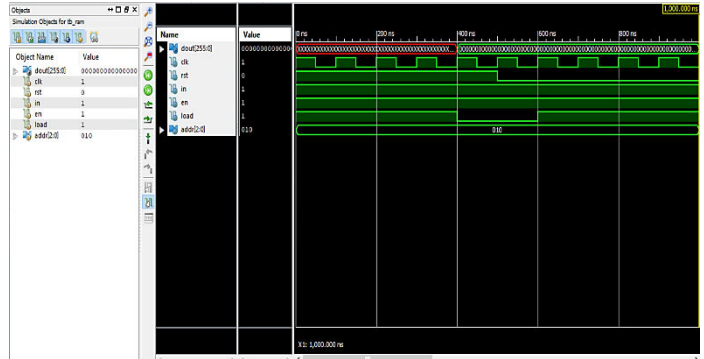 Objects
Simulation Objects for tb_ram
Object Name Value
dout[255:0] 00000000000000
clk 1
rst 0
in 1
en 1
load 1
addr[2:0] 010
Name Value
dout[255:0]
clk 1
rst 0
in 1
en 1
load 1
addr[2:0] 010
1,000.000 ns
0 ns 200 ns 400 ns 600 ns 800 ns
010
X1: 1,000.000 ns